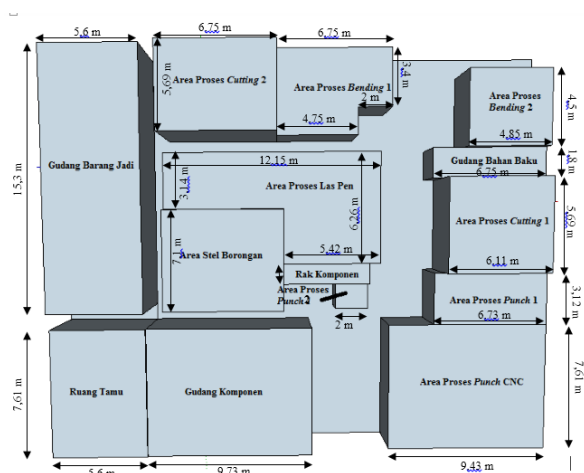 5,6 m
6,75 m
6,75 m
Area Proses Cutting 2
5,69 m
Area Proses Bending 1
3,4 m
2 m
4,75 m
Area Proses
Bending 2
4,5 m
4,85 m
Gudang Barang Jadi
15,3 m
12,15 m
3,14 m
Area Proses Las Pen
6,26 m
Gudang Bahan Baku
1,8 m
6,75 m
Area Stel Borongan
7,1 m
5,42 m
Area Proses Cutting 1
5,69 m
6,11 m
Rak Komponen
Area Proses
Punch 2
2 m
Area Proses Punch 1
3,12 m
6,73 m
7,61 m
Ruang Tamu
Gudang Komponen
Area Proses Punch CNC
7,61 m
5,6 m
9,73 m
9,43 m